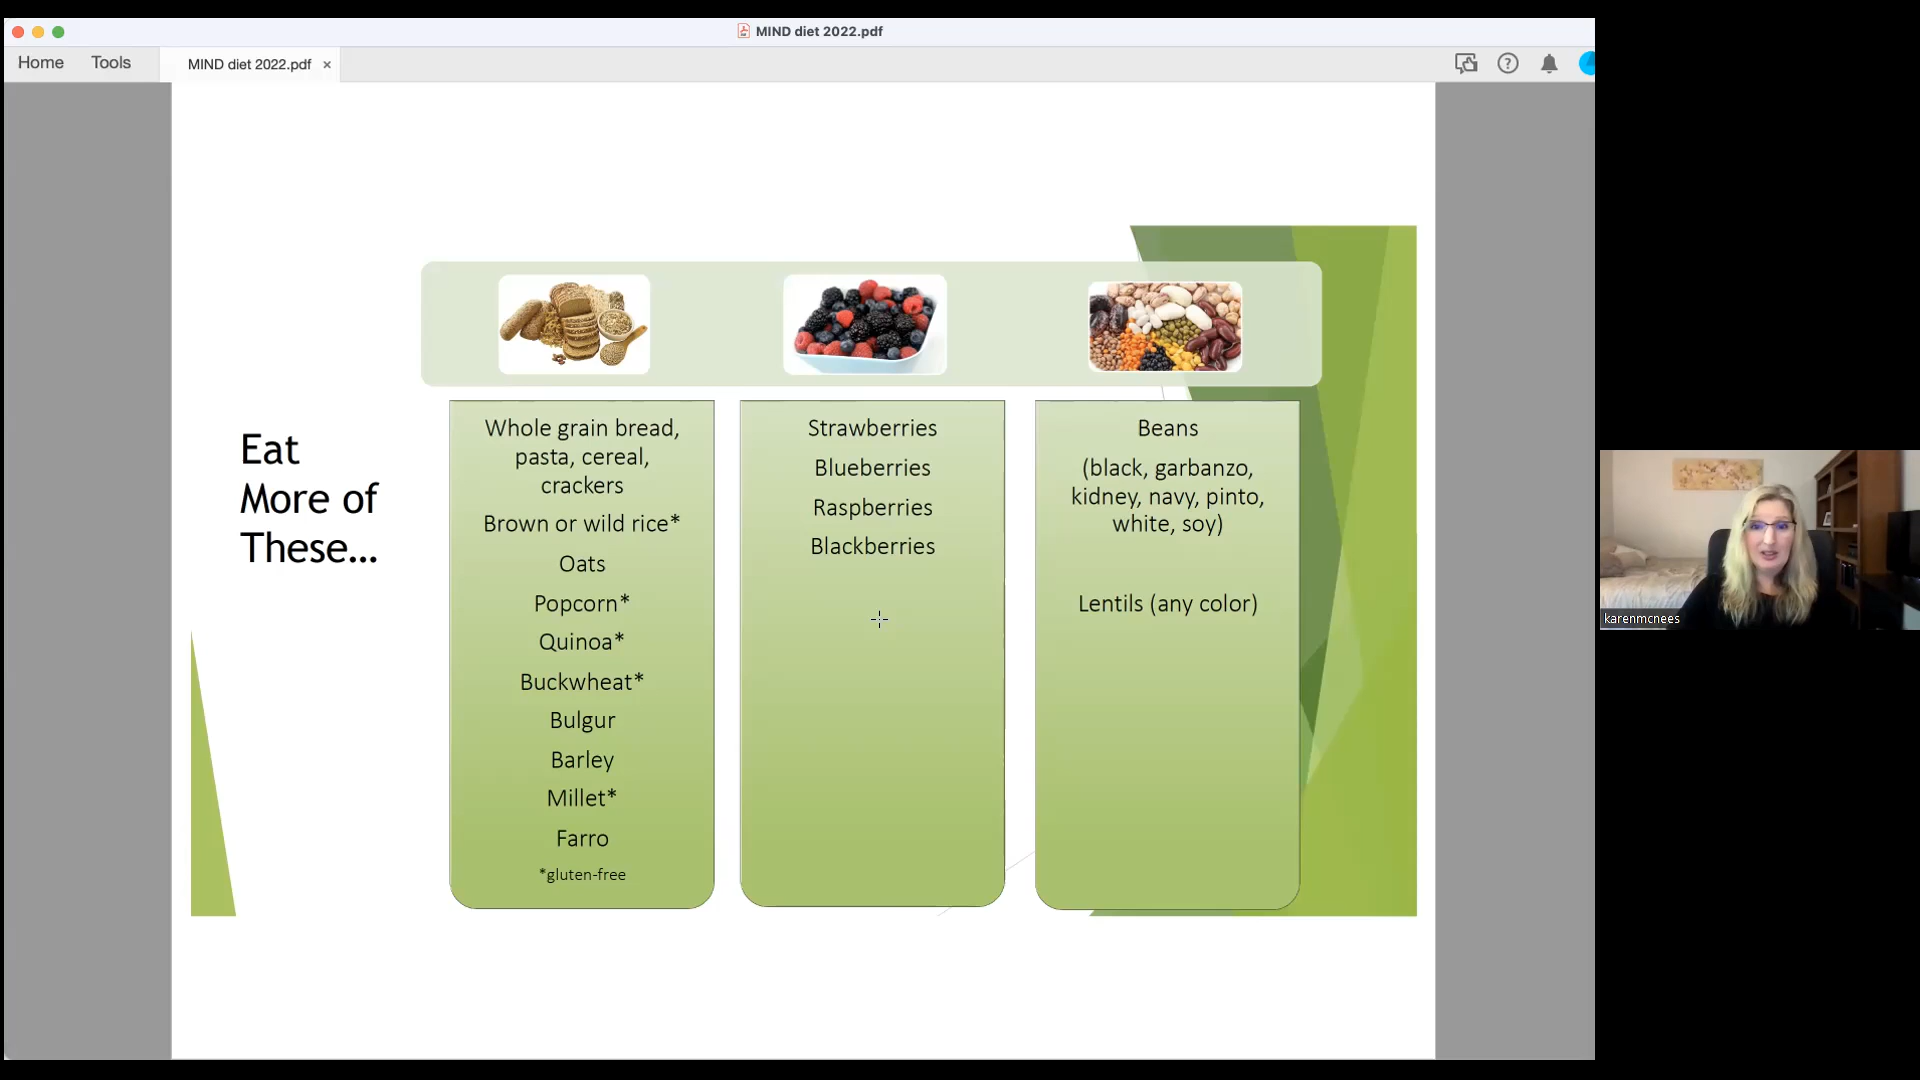 MIND diet 2022.pdf
Home
Tools
MIND diet 2022.pdf ×
Eat
More of
These...
Whole grain bread,
pasta, cereal,
crackers
Brown or wild rice*
Oats
Popcorn*
Quinoa*
Buckwheat*
Bulgur
Barley
Millet*
Farro
*gluten-free
Strawberries
Blueberries
Raspberries
Blackberries
Beans
(black, garbanzo,
kidney, navy, pinto,
white, soy)
Lentils (any color)
karenmcnees